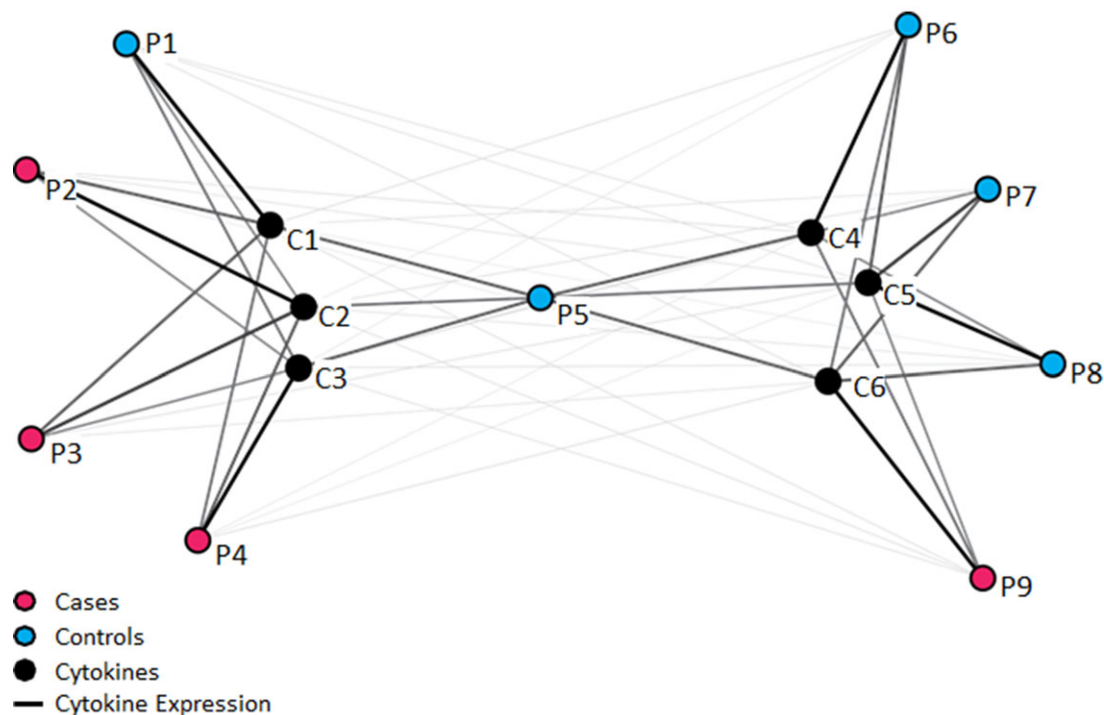 P1
P6
P2
P7
C1
C4
C5
C2
P5
C3
C6
P8
P3
P4
P9
Cases
Controls
Cytokines
Cytokine Expression